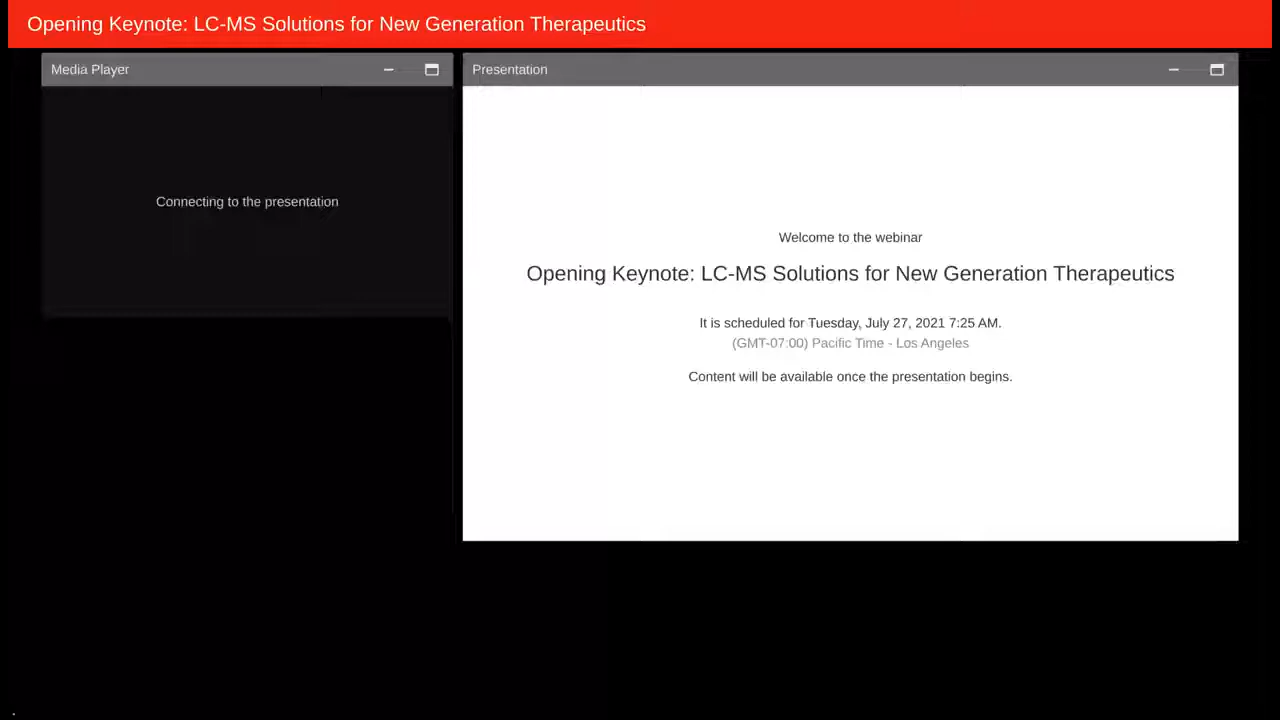 Opening Keynote: LC-MS Solutions for New Generation Therapeutics
Media Player
Presentation
Connecting to the presentation
Welcome to the webinar
Opening Keynote: LC-MS Solutions for New Generation Therapeutics
It is scheduled for Tuesday, July 27, 2021 7:25 AM.
(GMT-07:00) Pacific Time - Los Angeles
Content will be available once the presentation begins.